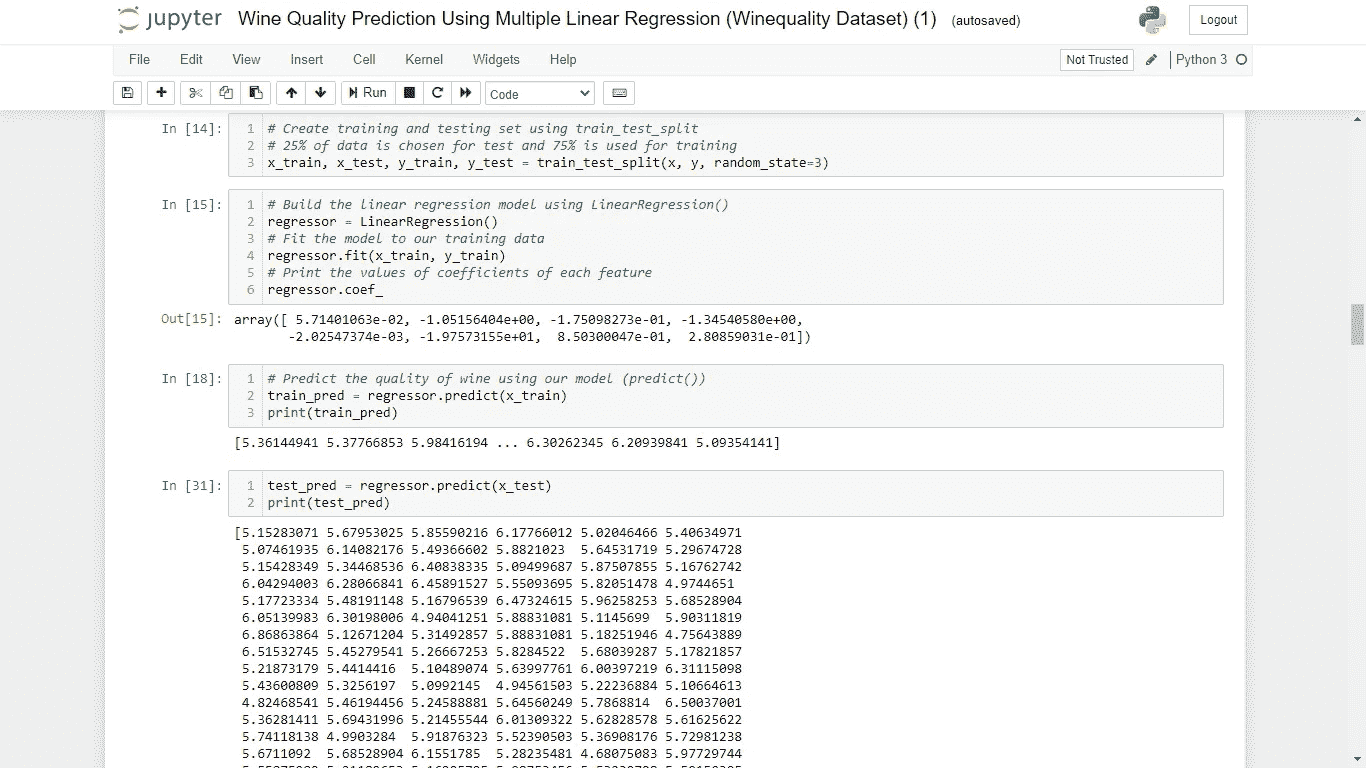 jupyter Wine Quality Prediction Using Multiple Linear Regression (Winequality Dataset) (1) (autosaved)
Logout
File Edit View Insert Cell Kernel Widgets Help
Not Trusted
Python 3
Run
Code
In [14]:
1 # Create training and testing set using train_test_split
2 # 25% of data is chosen for test and 75% is used for training
3 x_train, x_test, y_train, y_test = train_test_split(x, y, random_state=3)
In [15]:
1 # Build the linear regression model using LinearRegression()
2 regressor = LinearRegression()
3 # Fit the model to our training data
4 regressor.fit(x_train, y_train)
5 # Print the values of coefficients of each feature
6 regressor.coef_
Out[15]: array([ 5.71401063e-02, -1.05156404e+00, -1.75098273e-01, -1.34540580e+00,
-2.02547374e-03, -1.97573155e+01, 8.50300047e-01, 2.80859031e-01])
In [18]:
1 # Predict the quality of wine using our model (predict())
2 train_pred = regressor.predict(x_train)
3 print(train_pred)
[5.36144941 5.37766853 5.98416194 ... 6.30262345 6.20939841 5.09354141]
In [31]:
1 test_pred = regressor.predict(x_test)
2 print(test_pred)
[5.15283071 5.67953025 5.85590216 6.17766012 5.02046466 5.40634971
5.07461935 6.14082176 5.49366602 5.8821023 5.64531719 5.29674728
5.15428349 5.34468536 6.40838335 5.09499687 5.87507855 5.16762742
6.04294003 6.28066841 6.45891527 5.55093695 5.82051478 4.9744651
5.17723334 5.48191148 5.16796539 6.47324615 5.96258253 5.68528904
6.05139983 6.30198006 4.94041251 5.88831081 5.1145699 5.90311819
6.86863864 5.12671204 5.31492857 5.88831081 5.18251946 4.75643889
6.51532745 5.45279541 5.26667253 5.8284522 5.68039287 5.17821857
5.21873179 5.4414416 5.10489074 5.63997761 6.00397219 6.31115098
5.43600809 5.3256197 5.0992145 4.94561503 5.22236884 5.10664613
4.82468541 5.46194456 5.24588881 5.64560249 5.7868814 6.50037001
5.36281411 5.69431996 5.21455544 6.01309322 5.62828578 5.61625622
5.74118138 4.9903284 5.91876323 5.52390503 5.36908176 5.72981238
5.6711092 5.68528904 6.1551785 5.28235481 4.68075083 5.97729744